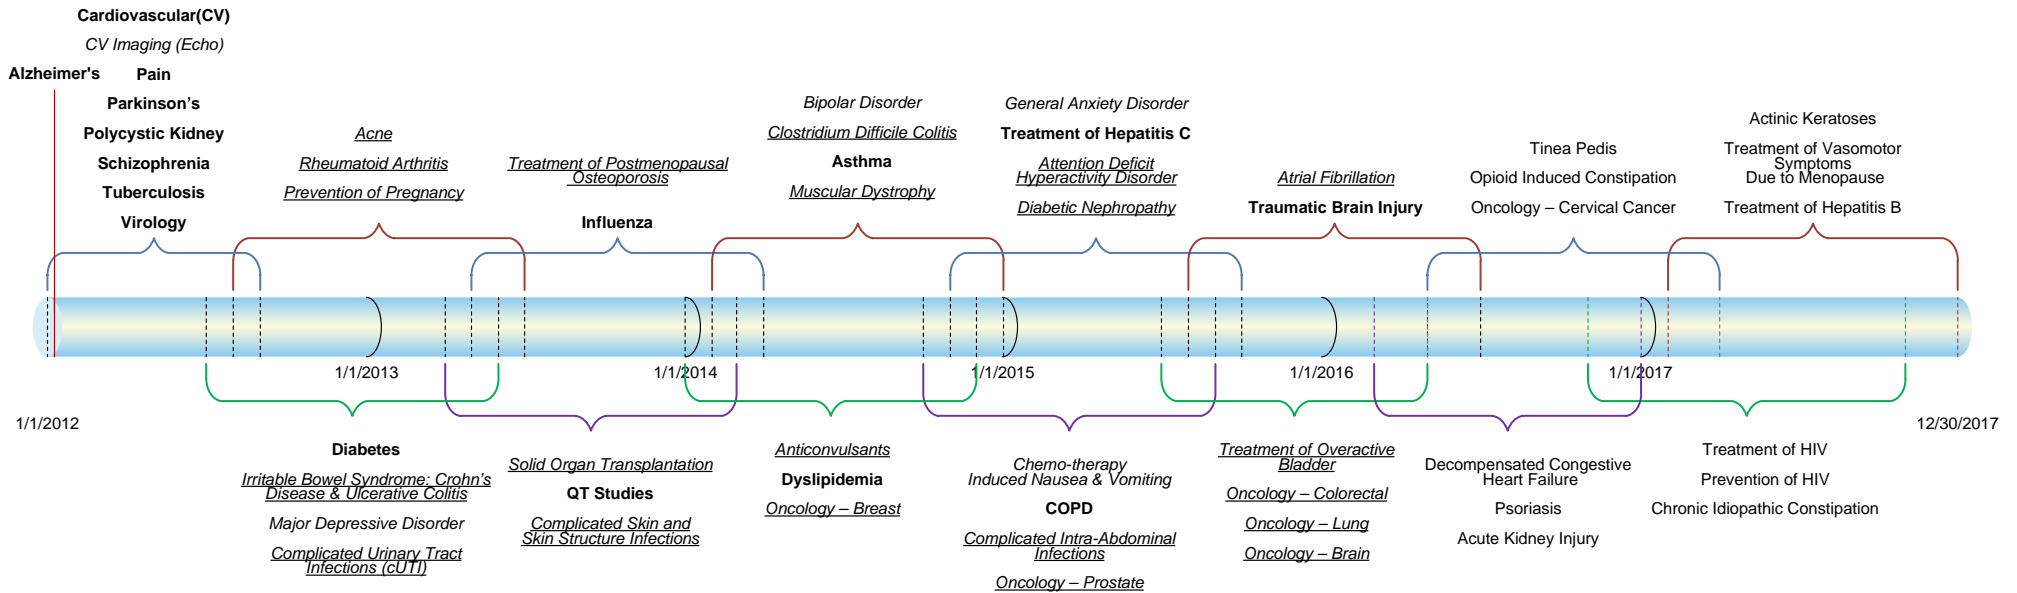 Alzheimer's
Cardiovascular(CV)
CV Imaging (Echo)
Pain
Parkinson’s
Polycystic Kidney
Schizophrenia
Tuberculosis
Virology
Acne
Rheumatoid Arthritis
Prevention of Pregnancy
Treatment of Postmenopausal
Osteoporosis
Influenza
Bipolar Disorder
Clostridium Difficile Colitis
Asthma
Muscular Dystrophy
General Anxiety Disorder
Treatment of Hepatitis C
Attention Deficit
Hyperactivity Disorder
Diabetic Nephropathy
Atrial Fibrillation
Traumatic Brain Injury
Tinea Pedis
Opioid Induced Constipation
Oncology – Cervical Cancer
Actinic Keratoses
Treatment of Vasomotor
Symptoms
Due to Menopause
Treatment of Hepatitis B
1/1/2012
1/1/2013
1/1/2014
1/1/2015
1/1/2016
1/1/2017
12/30/2017
Diabetes
Irritable Bowel Syndrome: Crohn’s
Disease & Ulcerative Colitis
Major Depressive Disorder
Complicated Urinary Tract
Infections (cUTI)
Solid Organ Transplantation
QT Studies
Complicated Skin and
Skin Structure Infections
Anticonvulsants
Dyslipidemia
Oncology – Breast
Chemo-therapy
Induced Nausea & Vomiting
COPD
Complicated Intra-Abdominal
Infections
Oncology – Prostate
Treatment of Overactive
Bladder
Oncology – Colorectal
Oncology – Lung
Oncology – Brain
Decompensated Congestive
Heart Failure
Psoriasis
Acute Kidney Injury
Treatment of HIV
Prevention of HIV
Chronic Idiopathic Constipation